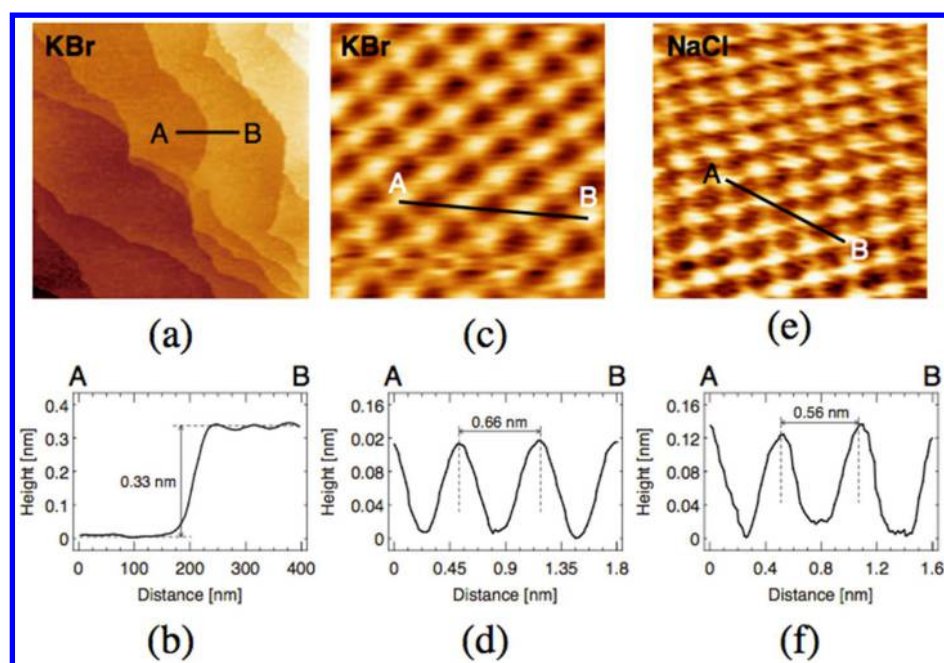 KBr
A B
(a)
KBr
A
B
(c)
NaCl
A
B
(e)
A B
Height [nm]
0.4
0.3
0.2
0.1
0
0.33 nm
0 100 200 300 400
Distance [nm]
(b)
A B
Height [nm]
0.16
0.02
0.08
0.04
0
0.66 nm
0 0.45 0.9 1.35 1.8
Distance [nm]
(d)
A B
Height [nm]
0.16
0.12
0.08
0.04
0
0.56 nm
0 0.4 0.8 1.2 1.6
Distance [nm]
(f)